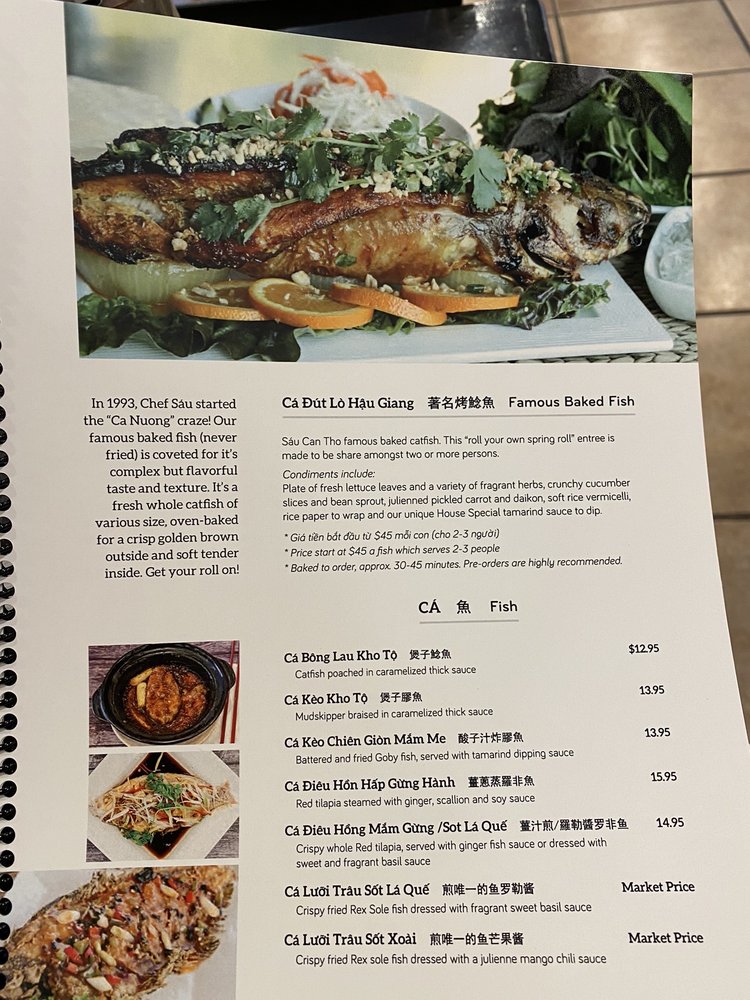 In 1993, Chef Sáu started
the “Ca Nuong” craze! Our
famous baked fish (never
fried) is coveted for it's
complex but flavorful
taste and texture. It's a
fresh whole catfish of
various size, oven-baked
for a crisp golden brown
outside and soft tender
inside. Get your roll on!
Cá Đút Lò Hậu Giang 著名烤鯰魚 Famous Baked Fish
Sáu Can Tho famous baked catfish. This “roll your own spring roll” entree is
made to be share amongst two or more persons.
Condiments include:
Plate of fresh lettuce leaves and a variety of fragrant herbs, crunchy cucumber
slices and bean sprout, julienned pickled carrot and daikon, soft rice vermicelli,
rice paper to wrap and our unique House Special tamarind sauce to dip.
* Giá tiền bắt đầu từ $45 mỗi con (cho 2-3 người)
* Price start at $45 a fish which serves 2-3 people
* Baked to order, approx. 30-45 minutes. Pre-orders are highly recommended.
CÁ 魚 Fish
Cá Bông Lau Kho Tộ 煲子鯰魚 $12.95
Catfish poached in caramelized thick sauce
Cá Kèo Kho Tộ 煲子膠魚 13.95
Mudskipper braised in caramelized thick sauce
Cá Kèo Chiên Giòn Mắm Me 酸子汁炸膠魚 13.95
Battered and fried Goby fish, served with tamarind dipping sauce
Cá Điêu Hồn Hấp Gừng Hành 薑蔥蒸羅非魚 15.95
Red tilapia steamed with ginger, scallion and soy sauce
Cá Điêu Hồng Mắm Gừng /Sot Lá Quế 薑汁煎/羅勒醬罗非鱼 14.95
Crispy whole Red tilapia, served with ginger fish sauce or dressed with
sweet and fragrant basil sauce
Cá Lưỡi Trâu Sốt Lá Quế 煎唯一的鱼罗勒酱 Market Price
Crispy fried Rex Sole fish dressed with fragrant sweet basil sauce
Cá Lưỡi Trâu Sốt Xoài 煎唯一的鱼芒果酱 Market Price
Crispy fried Rex sole fish dressed with a julienne mango chili sauce